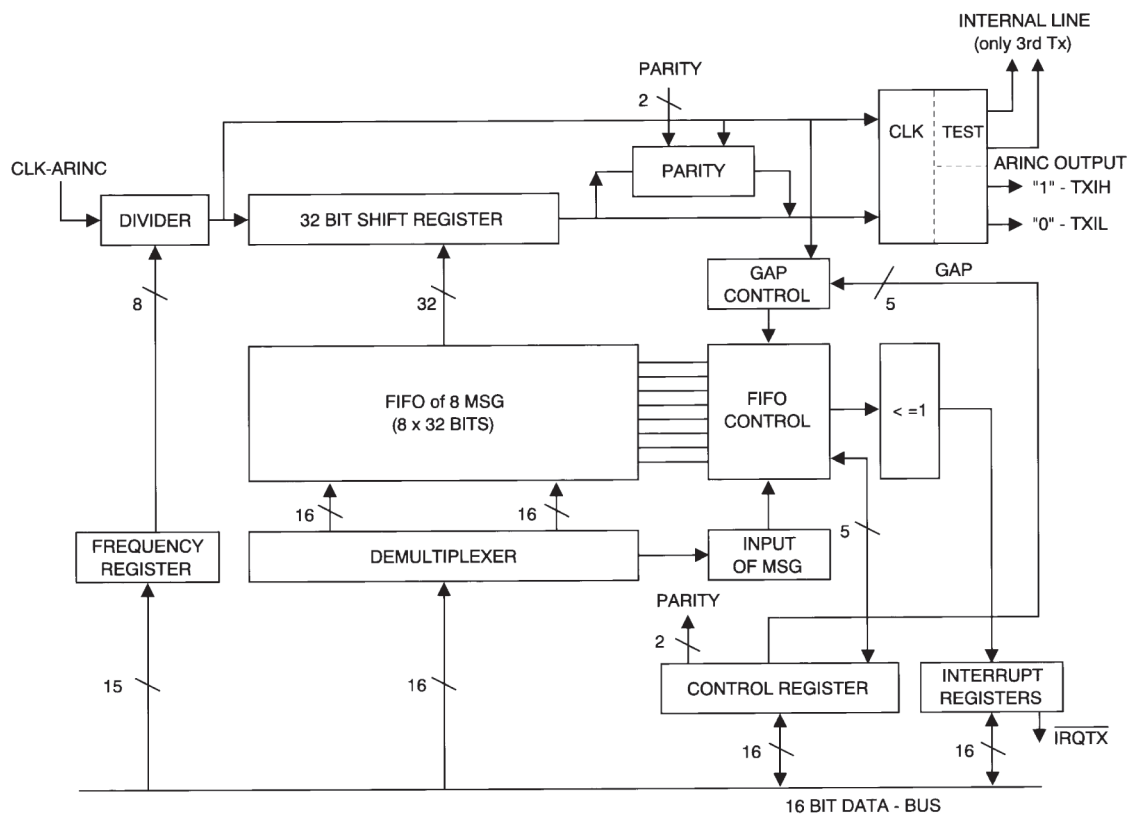 INTERNAL LINE
(only 3rd Tx)
PARITY
2
CLK
TEST
CLK-ARINC
PARITY
ARINC OUTPUT
"1" - TXIH
DIVIDER
32 BIT SHIFT REGISTER
"0" - TXIL
GAP
CONTROL
GAP
5
8
32
FIFO of 8 MSG
(8 x 32 BITS)
FIFO
CONTROL
< =1
16
16
5
FREQUENCY
REGISTER
DEMULTIPLEXER
INPUT
OF MSG
PARITY
2
15
16
CONTROL REGISTER
INTERRUPT
REGISTERS
16
16
IRQTX
16 BIT DATA - BUS